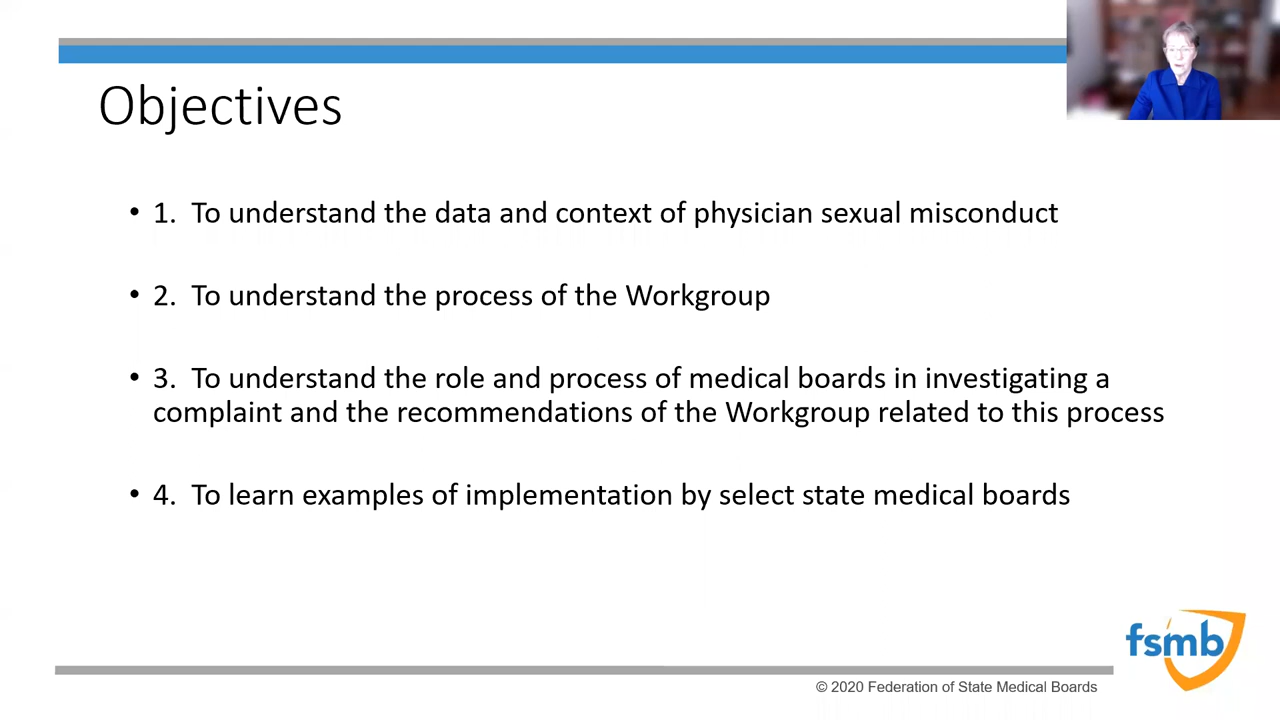 Objectives
• 1. To understand the data and context of physician sexual misconduct
• 2. To understand the process of the Workgroup
• 3. To understand the role and process of medical boards in investigating a
complaint and the recommendations of the Workgroup related to this process
• 4. To learn examples of implementation by select state medical boards
fsmb
© 2020 Federation of State Medical Boards